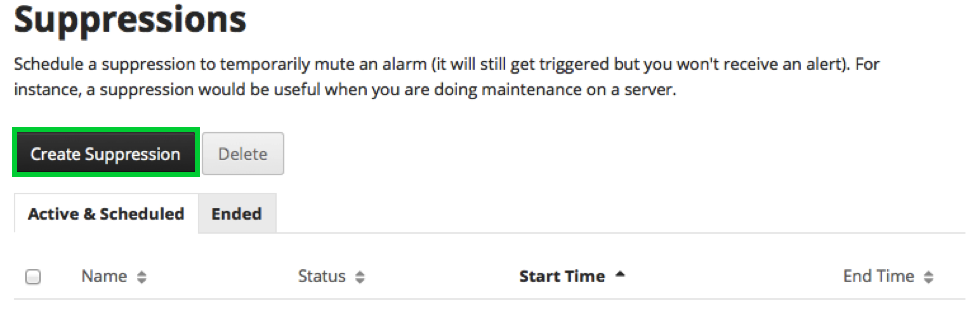 Suppressions
Schedule a suppression to temporarily mute an alarm (it will still get triggered but you won't receive an alert). For
instance, a suppression would be useful when you are doing maintenance on a server.
Create Suppression Delete
Active & Scheduled Ended
Name Status Start Time End Time